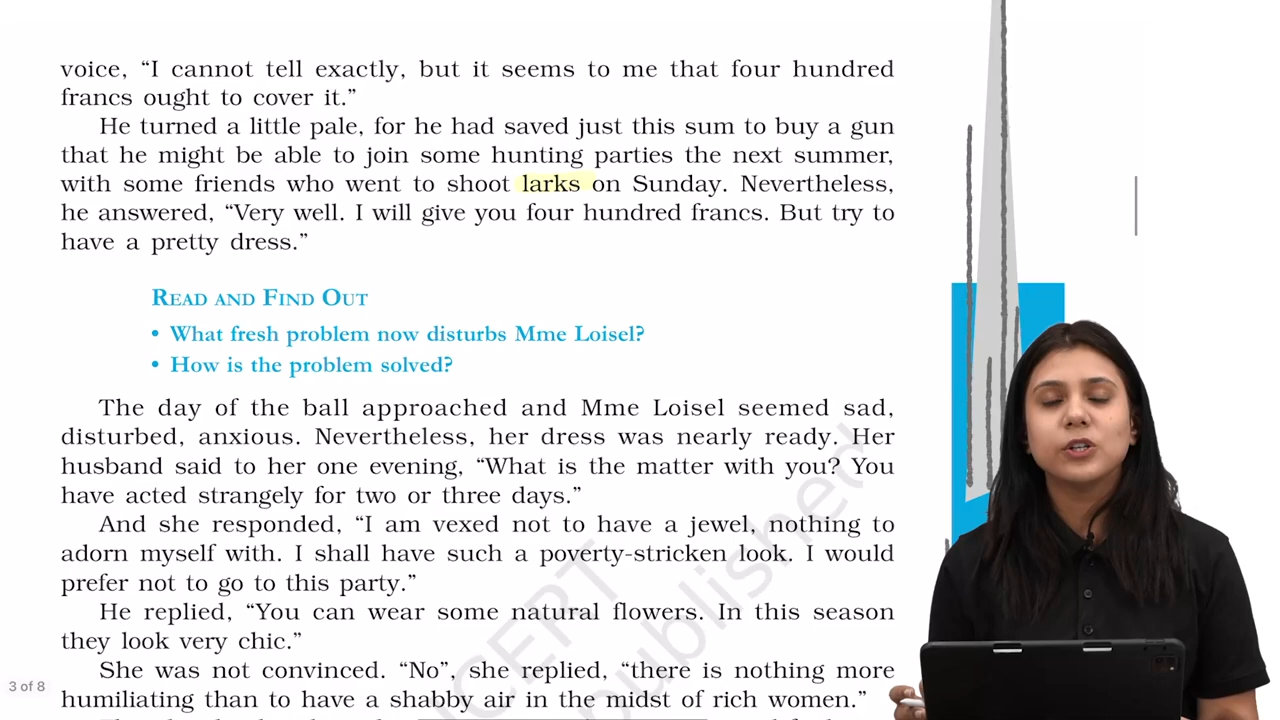 voice, “I cannot tell exactly, but it seems to me that four hundred
francs ought to cover it.”
He turned a little pale, for he had saved just this sum to buy a gun
that he might be able to join some hunting parties the next summer,
with some friends who went to shoot larks on Sunday. Nevertheless,
he answered, “Very well. I will give you four hundred francs. But try to
have a pretty dress.”
READ AND FIND OUT
• What fresh problem now disturbs Mme Loisel?
• How is the problem solved?
The day of the ball approached and Mme Loisel seemed sad,
disturbed, anxious. Nevertheless, her dress was nearly ready. Her
husband said to her one evening, “What is the matter with you? You
have acted strangely for two or three days.”
And she responded, “I am vexed not to have a jewel, nothing to
adorn myself with. I shall have such a poverty-stricken look. I would
prefer not to go to this party.”
He replied, “You can wear some natural flowers. In this season
they look very chic.”
She was not convinced. “No”, she replied, “there is nothing more
humiliating than to have a shabby air in the midst of rich women.”
3 of 8